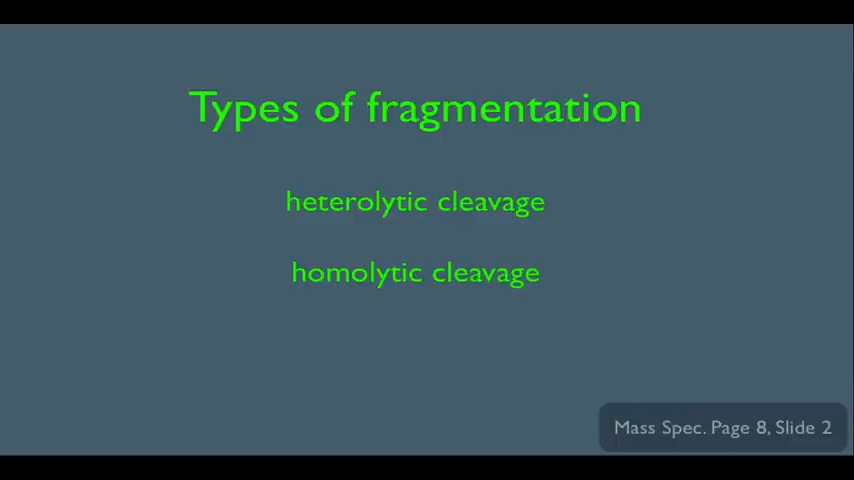 Types of fragmentation
heterolytic cleavage
homolytic cleavage
Mass Spec. Page 8, Slide 2